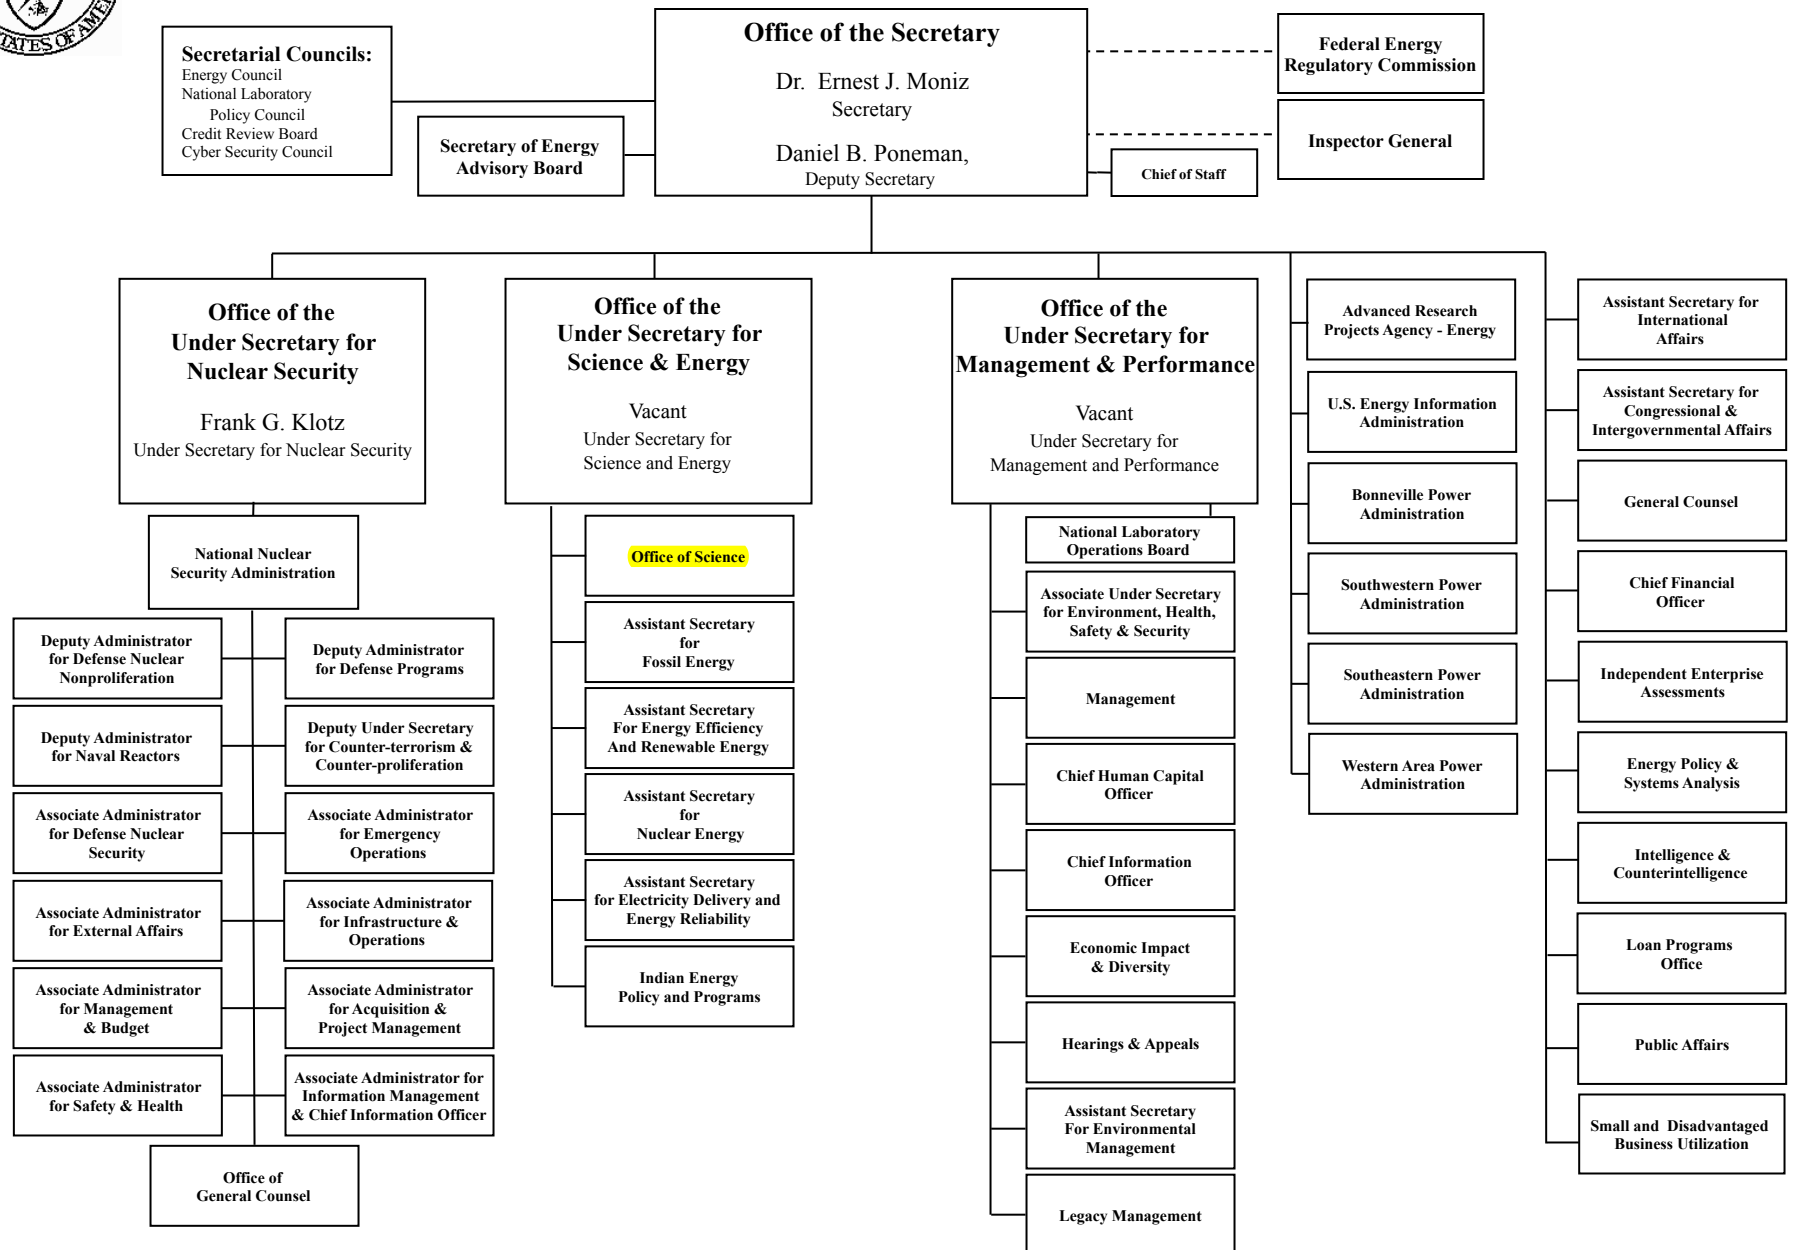 STATES OF AMER
Secretarial Councils:
Energy Council
National Laboratory
Policy Council
Credit Review Board
Cyber Security Council
Secretary of Energy
Advisory Board
Office of the Secretary
Dr. Ernest J. Moniz
Secretary
Daniel B. Poneman,
Deputy Secretary
Federal Energy
Regulatory Commission
Inspector General
Chief of Staff
Office of the
Under Secretary for
Nuclear Security
Frank G. Klotz
Under Secretary for Nuclear Security
National Nuclear
Security Administration
Deputy Administrator
for Defense Nuclear
Nonproliferation
Deputy Administrator
for Defense Programs
Deputy Administrator
for Naval Reactors
Deputy Under Secretary
for Counter-terrorism &
Counter-proliferation
Associate Administrator
for Defense Nuclear
Security
Associate Administrator
for Emergency
Operations
Associate Administrator
for External Affairs
Associate Administrator
for Infrastructure &
Operations
Associate Administrator
for Management
& Budget
Associate Administrator
for Acquisition &
Project Management
Associate Administrator
for Safety & Health
Associate Administrator for
Information Management
& Chief Information Officer
Office of
General Counsel
Office of the
Under Secretary for
Science & Energy
Vacant
Under Secretary for
Science and Energy
Office of Science
Assistant Secretary
for
Fossil Energy
Assistant Secretary
For Energy Efficiency
And Renewable Energy
Assistant Secretary
for
Nuclear Energy
Assistant Secretary
for Electricity Delivery and
Energy Reliability
Indian Energy
Policy and Programs
Office of the
Under Secretary for
Management & Performance
Vacant
Under Secretary for
Management and Performance
National Laboratory
Operations Board
Associate Under Secretary
for Environment, Health,
Safety & Security
Management
Chief Human Capital
Officer
Chief Information
Officer
Economic Impact
& Diversity
Hearings & Appeals
Assistant Secretary
For Environmental
Management
Legacy Management
Advanced Research
Projects Agency - Energy
U.S. Energy Information
Administration
Bonneville Power
Administration
Southwestern Power
Administration
Southeastern Power
Administration
Western Area Power
Administration
Assistant Secretary for
International
Affairs
Assistant Secretary for
Congressional &
Intergovernmental Affairs
General Counsel
Chief Financial
Officer
Independent Enterprise
Assessments
Energy Policy &
Systems Analysis
Intelligence &
Counterintelligence
Loan Programs
Office
Public Affairs
Small and Disadvantaged
Business Utilization